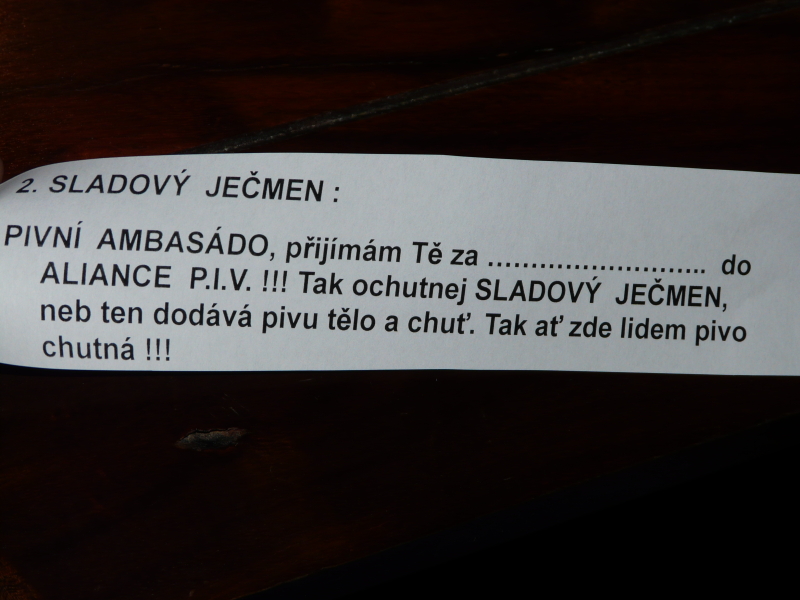 2. SLADOVÝ JEČMEN :
PIVNÍ AMBASÁDO, přijímám Tě za ............................ do
ALIANCE P.I.V. !!! Tak ochutnej SLADOVÝ JEČMEN,
neb ten dodává pivu tělo a chuť. Tak ať zde lidem pivo
chutná !!!